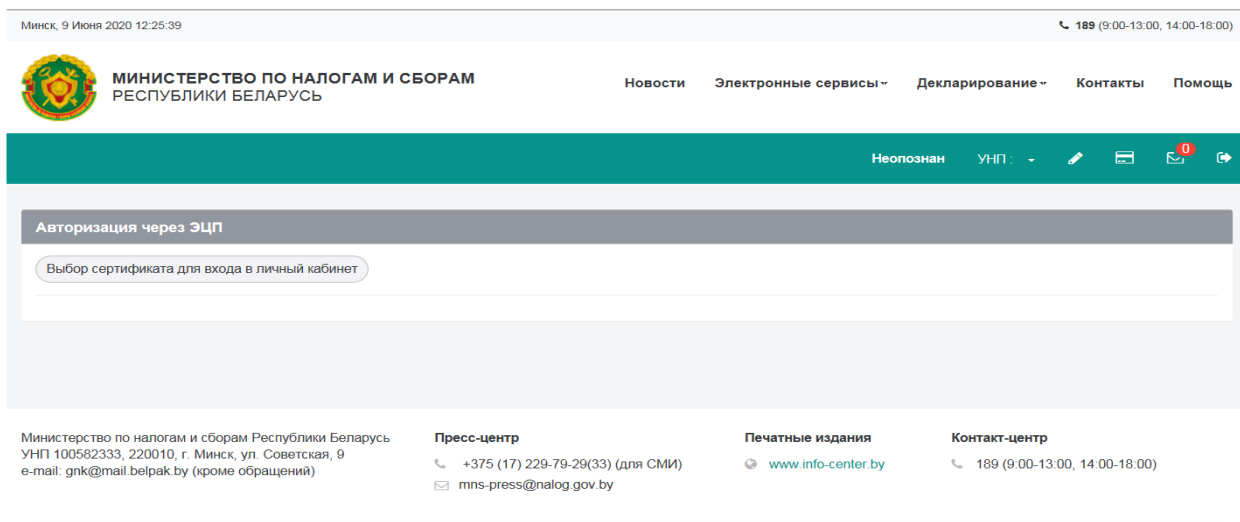 Минск, 9 Июня 2020 12:25:39
189 (9:00-13:00, 14:00-18:00)
МИНИСТЕРСТВО ПО НАЛОГАМ И СБОРАМ
РЕСПУБЛИКИ БЕЛАРУСЬ
Новости Электронные сервисы Декларирование Контакты Помощь
Неопознан УНП : 0
Авторизация через ЭЦП
Выбор сертификата для входа в личный кабинет
Министерство по налогам и сборам Республики Беларусь
УНП 100582333, 220010, г. Минск, ул. Советская, 9
e-mail: gnk@mail.belpak.by (кроме обращений)
Пресс-центр
+375 (17) 229-79-29(33) (для СМИ)
mns-press@nalog.gov.by
Печатные издания
www.info-center.by
Контакт-центр
189 (9:00-13:00, 14:00-18:00)